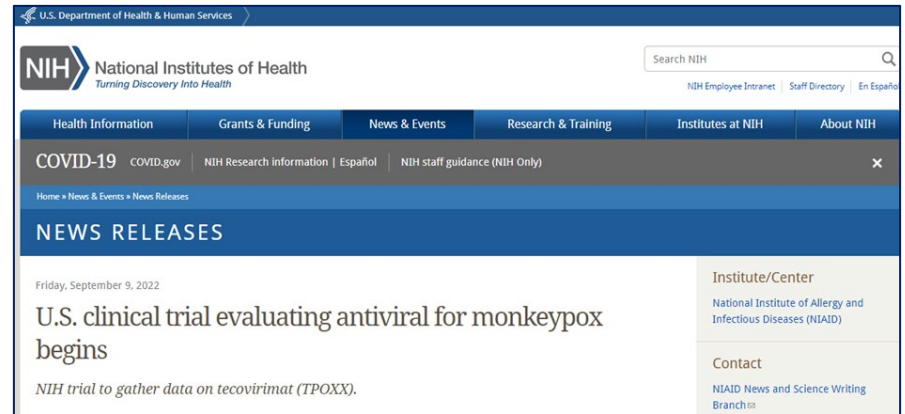 U.S. Department of Health & Human Services
NIH
National Institutes of Health
Turning Discovery Into Health
Search NIH
NIH Employee Intranet | Staff Directory | En Español
Health Information Grants & Funding News & Events Research & Training Institutes at NIH About NIH
COVID-19 COVID.gov | NIH Research information | Español | NIH staff guidance (NIH Only) ×
Home » News & Events » News Releases
NEWS RELEASES
Friday, September 9, 2022
U.S. clinical trial evaluating antiviral for monkeypox
begins
NIH trial to gather data on tecovirimat (TPOXX).
Institute/Center
National Institute of Allergy and
Infectious Diseases (NIAID)
Contact
NIAID News and Science Writing
Branch